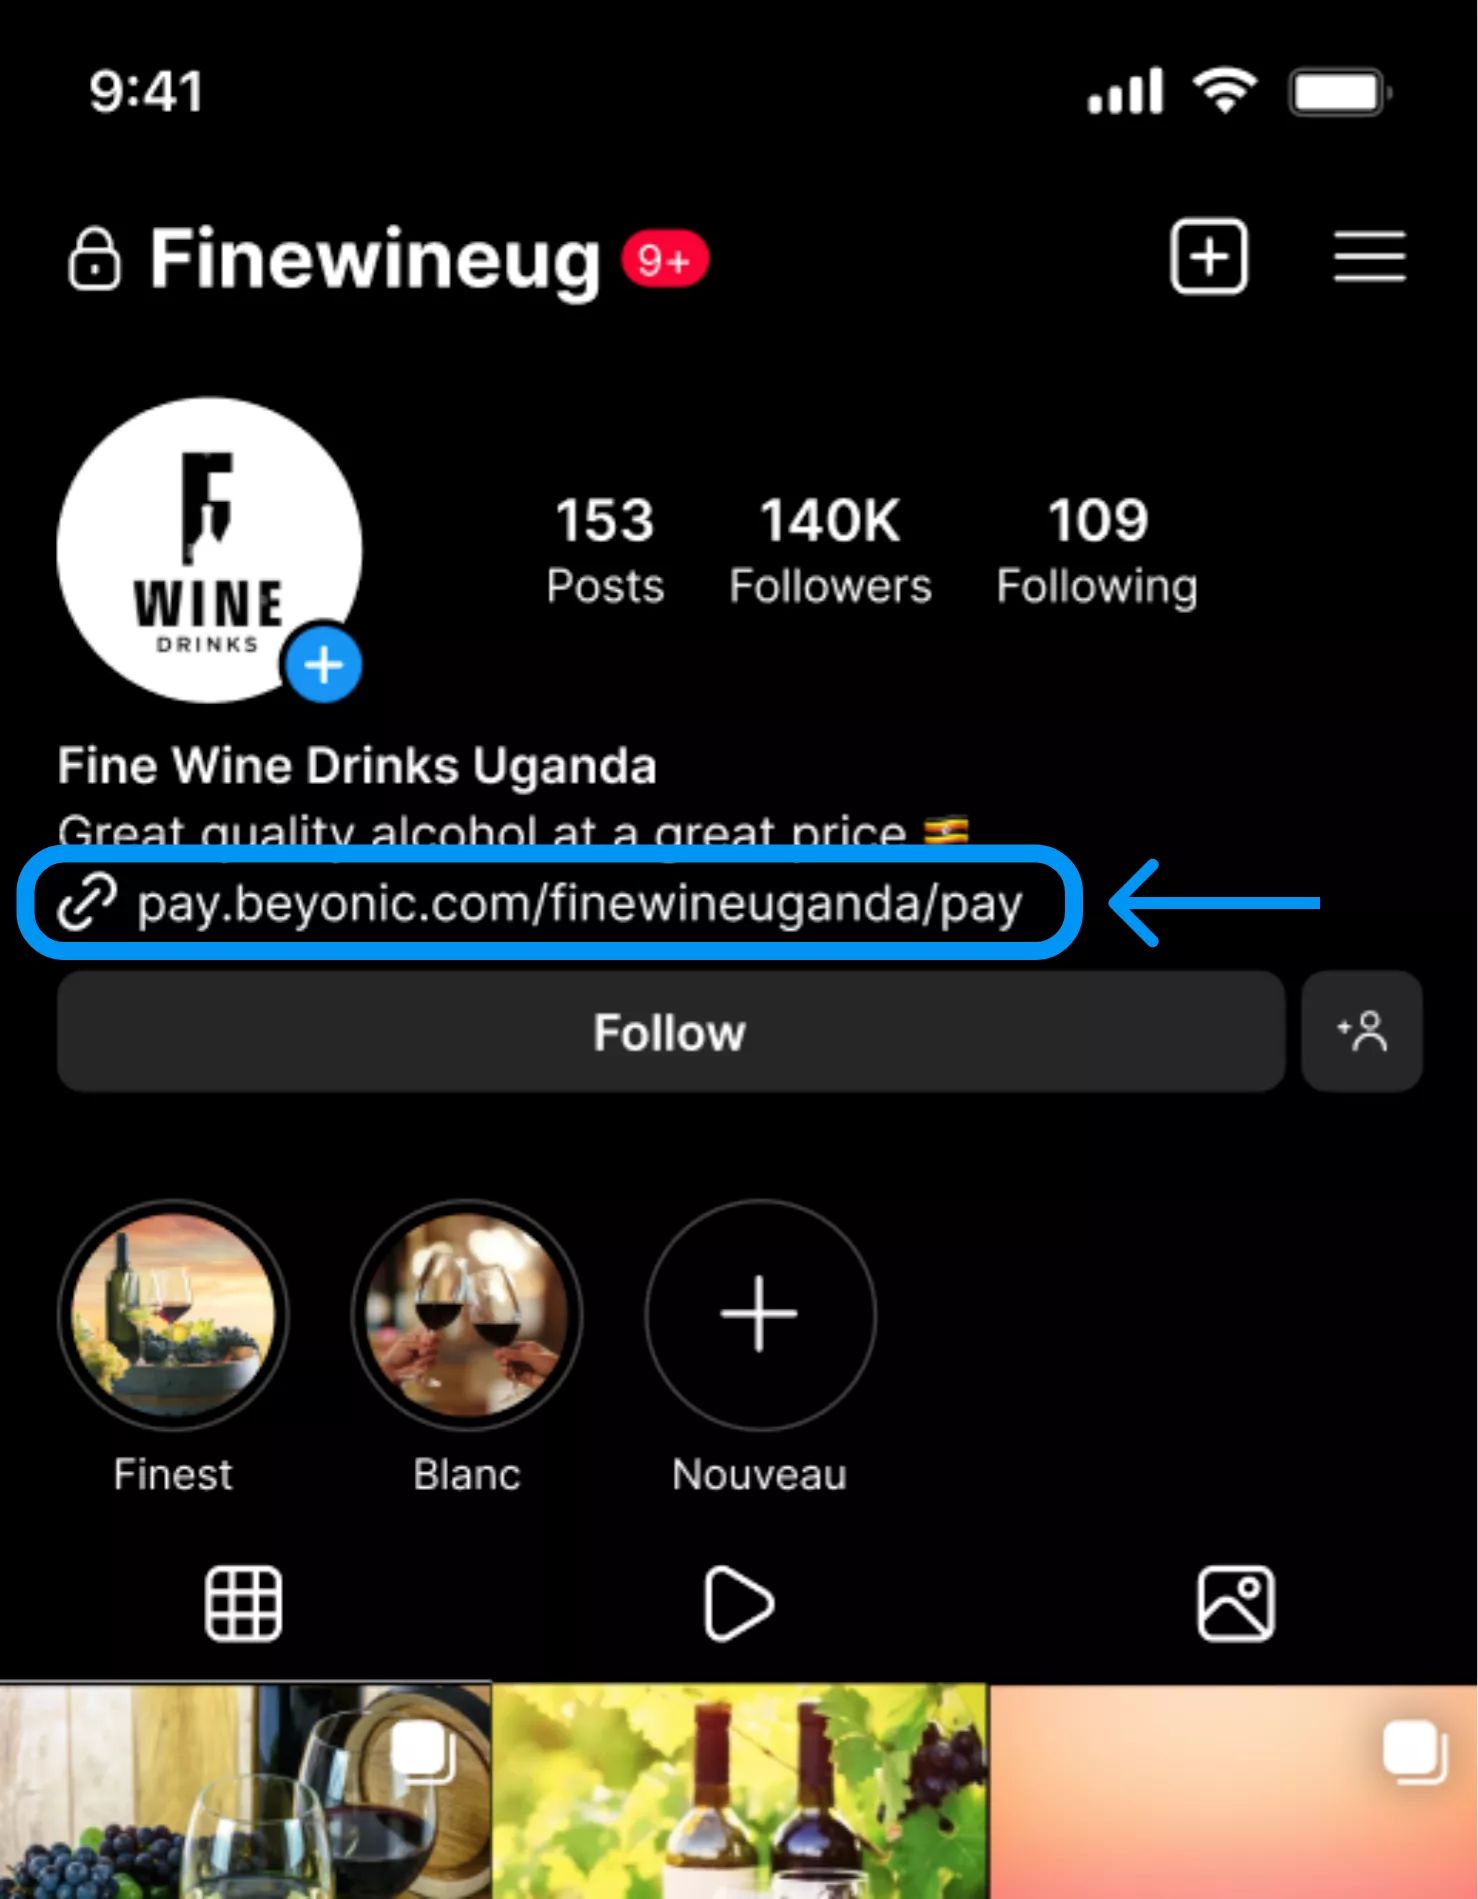 9:41
Finewineug 9+
F
WINE
DRINKS
153 140K 109
Posts Followers Following
Fine Wine Drinks Uganda
Great quality alcohol at a great price 🇺🇬
pay.beyonic.com/finewineuganda/pay
Follow
Finest Blanc Nouveau